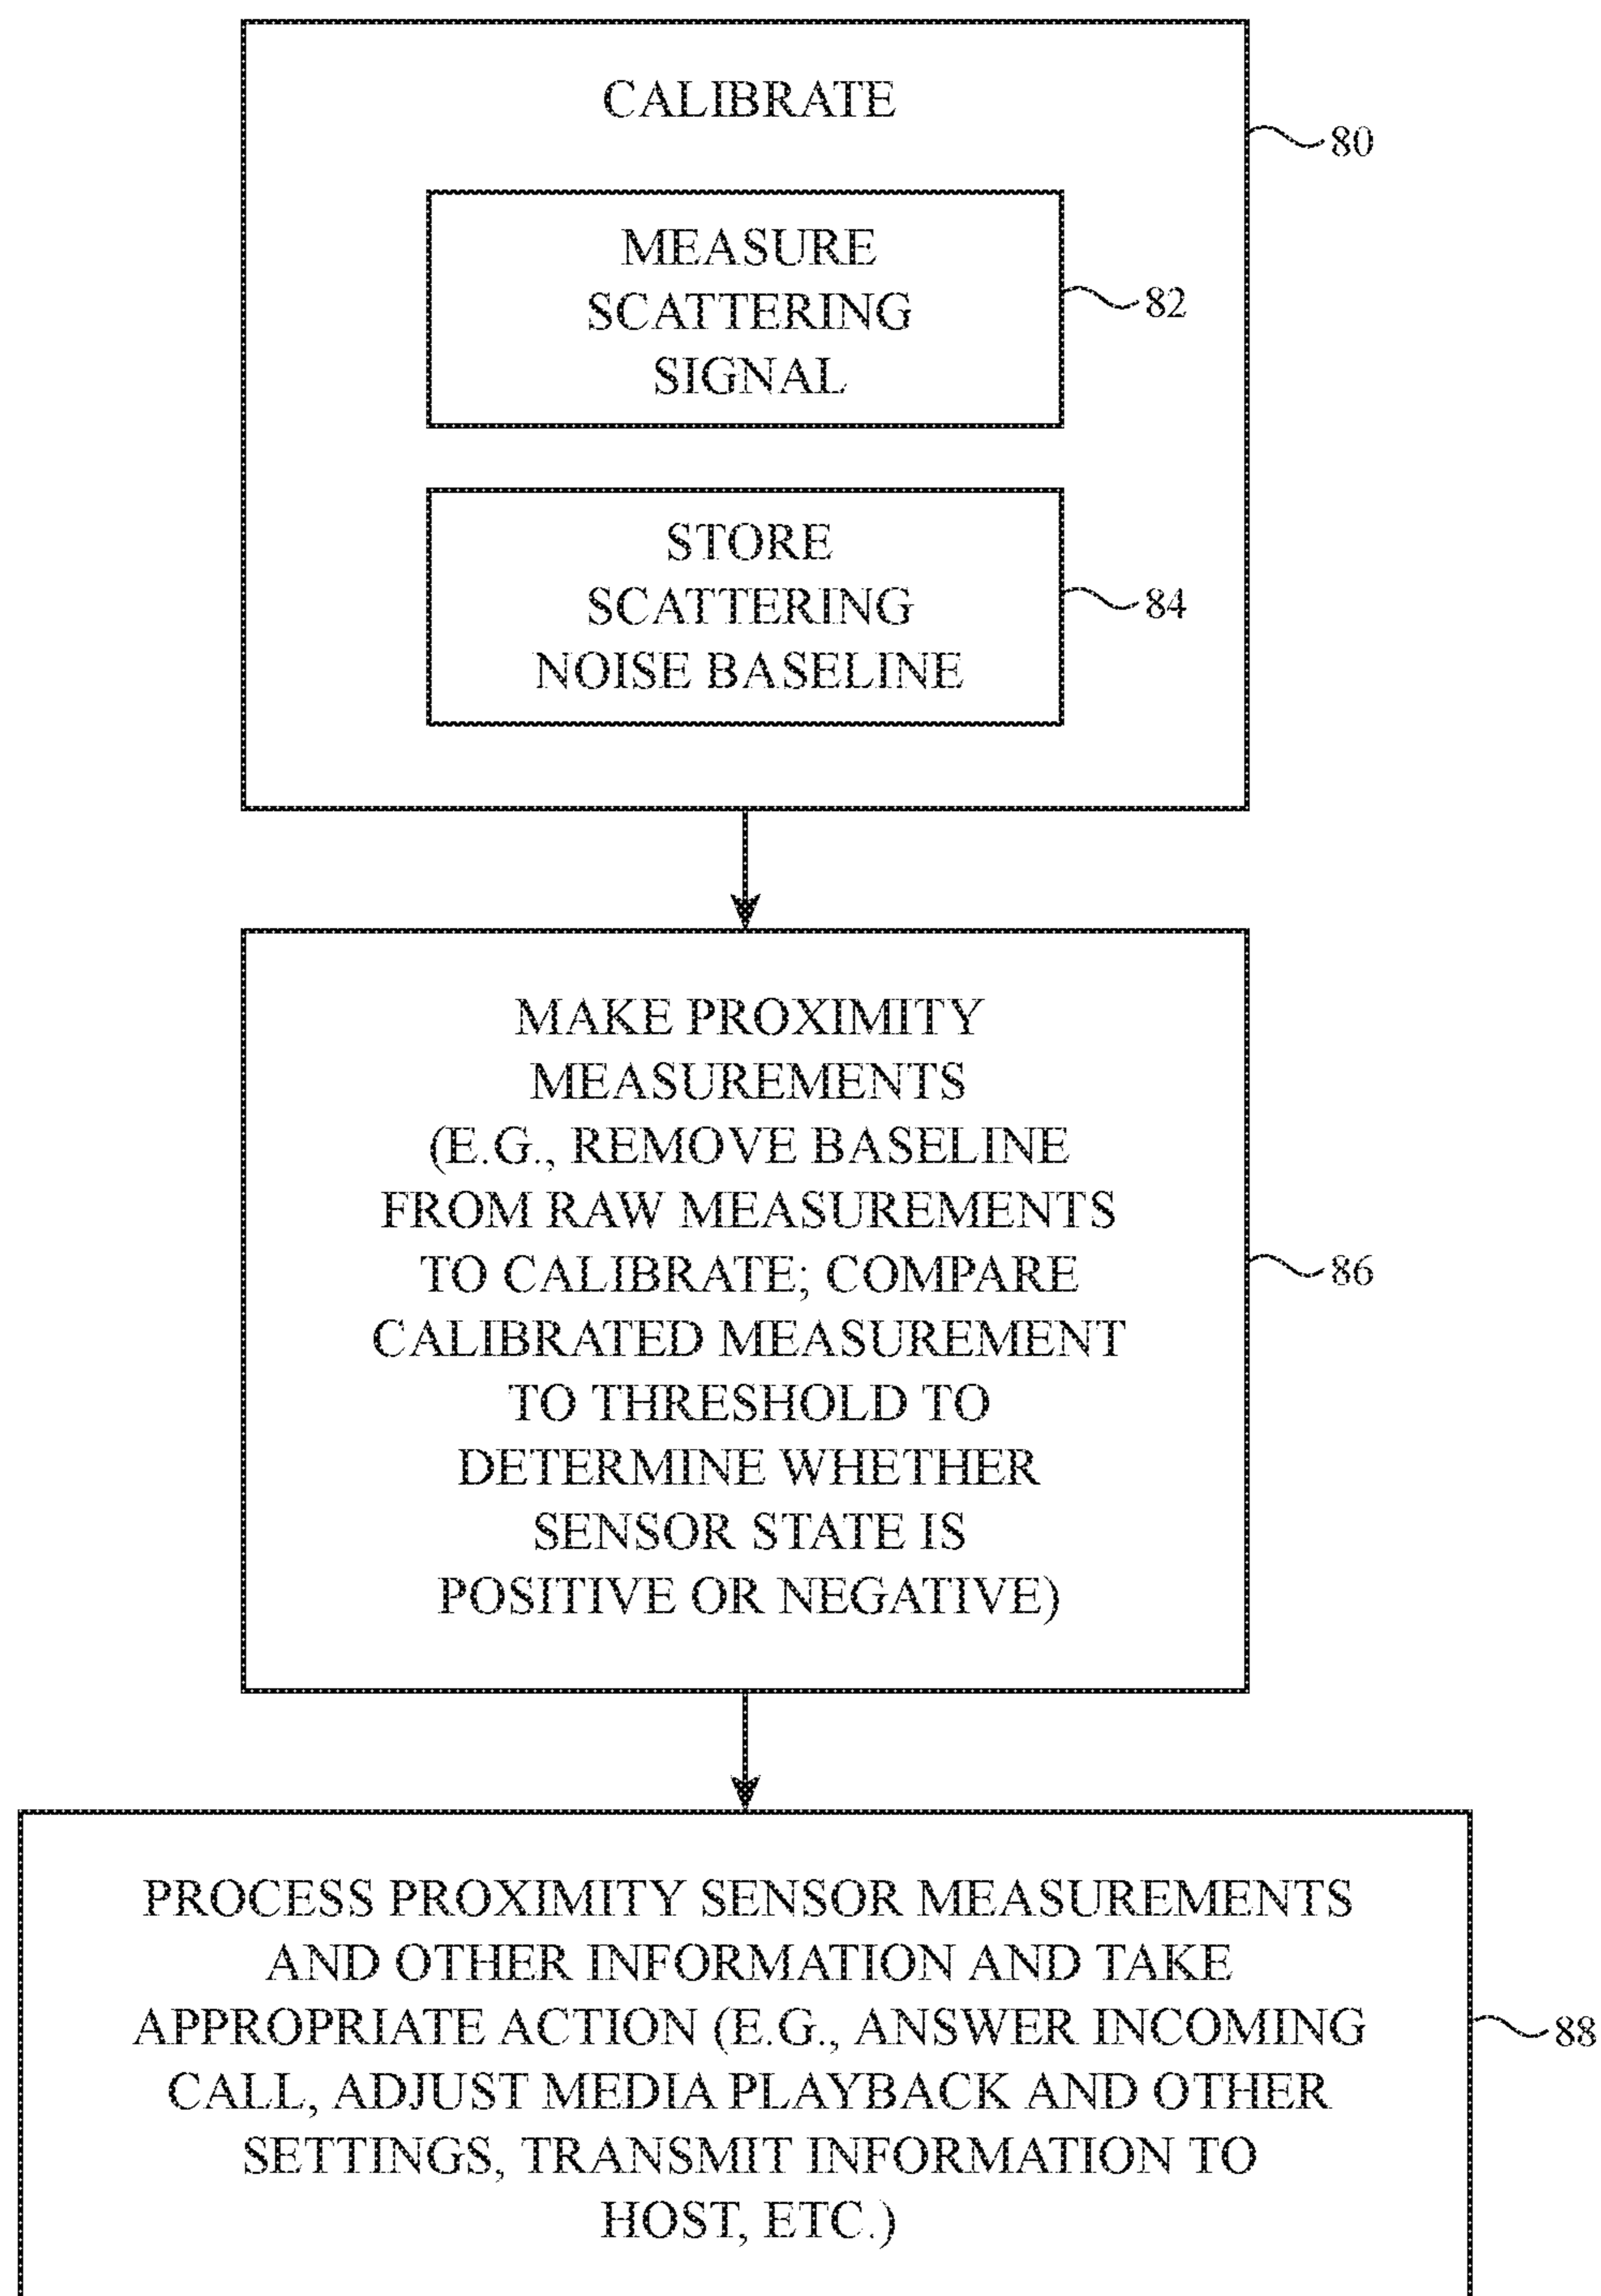 CALIBRATE
80
MEASURE
SCATTERING
SIGNAL
82
STORE
SCATTERING
NOISE BASELINE
84
MAKE PROXIMITY
MEASUREMENTS
(E.G., REMOVE BASELINE
FROM RAW MEASUREMENTS
TO CALIBRATE; COMPARE
CALIBRATED MEASUREMENT
TO THRESHOLD TO
DETERMINE WHETHER
SENSOR STATE IS
POSITIVE OR NEGATIVE)
86
PROCESS PROXIMITY SENSOR MEASUREMENTS
AND OTHER INFORMATION AND TAKE
APPROPRIATE ACTION (E.G., ANSWER INCOMING
CALL, ADJUST MEDIA PLAYBACK AND OTHER
SETTINGS, TRANSMIT INFORMATION TO
HOST, ETC.)
88